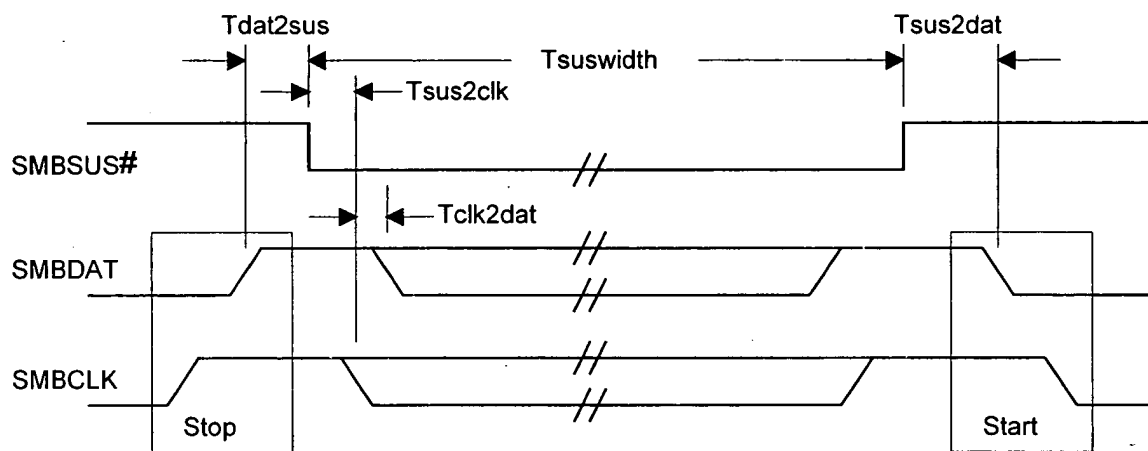 Tdat2sus
Tsus2dat
Tsuswidth
Tsus2clk
SMBSUS#
Tclk2dat
SMBDAT
SMBCLK
Stop
Start